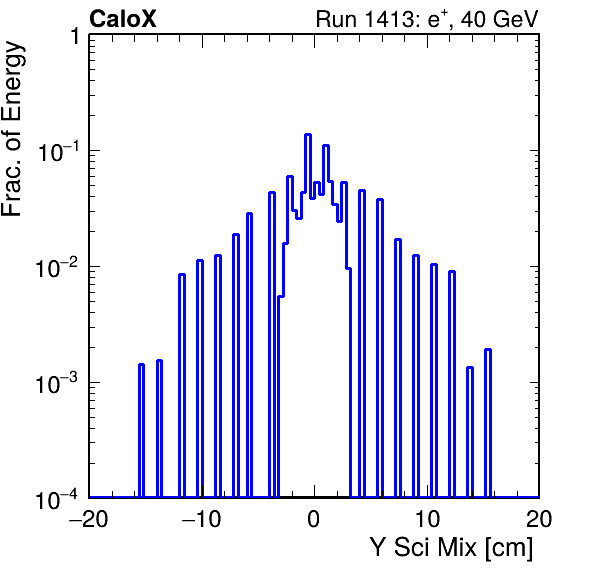 CaloX Run 1413: e⁺, 40 GeV
Frac. of Energy
1
10⁻¹
10⁻²
10⁻³
10⁻⁴
−20 −10 0 10 20
Y Sci Mix [cm]